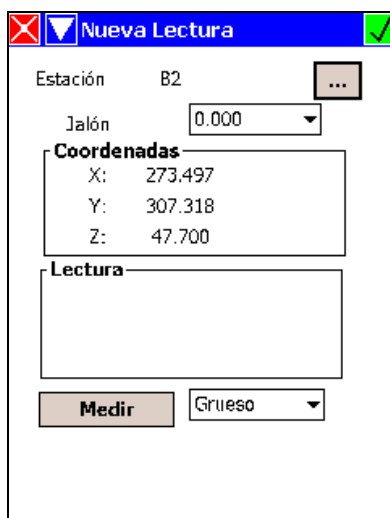 Nueva Lectura
Estación B2 ...
Jalón 0.000
Coordenadas
X: 273.497
Y: 307.318
Z: 47.700
Lectura
Medir Grueso